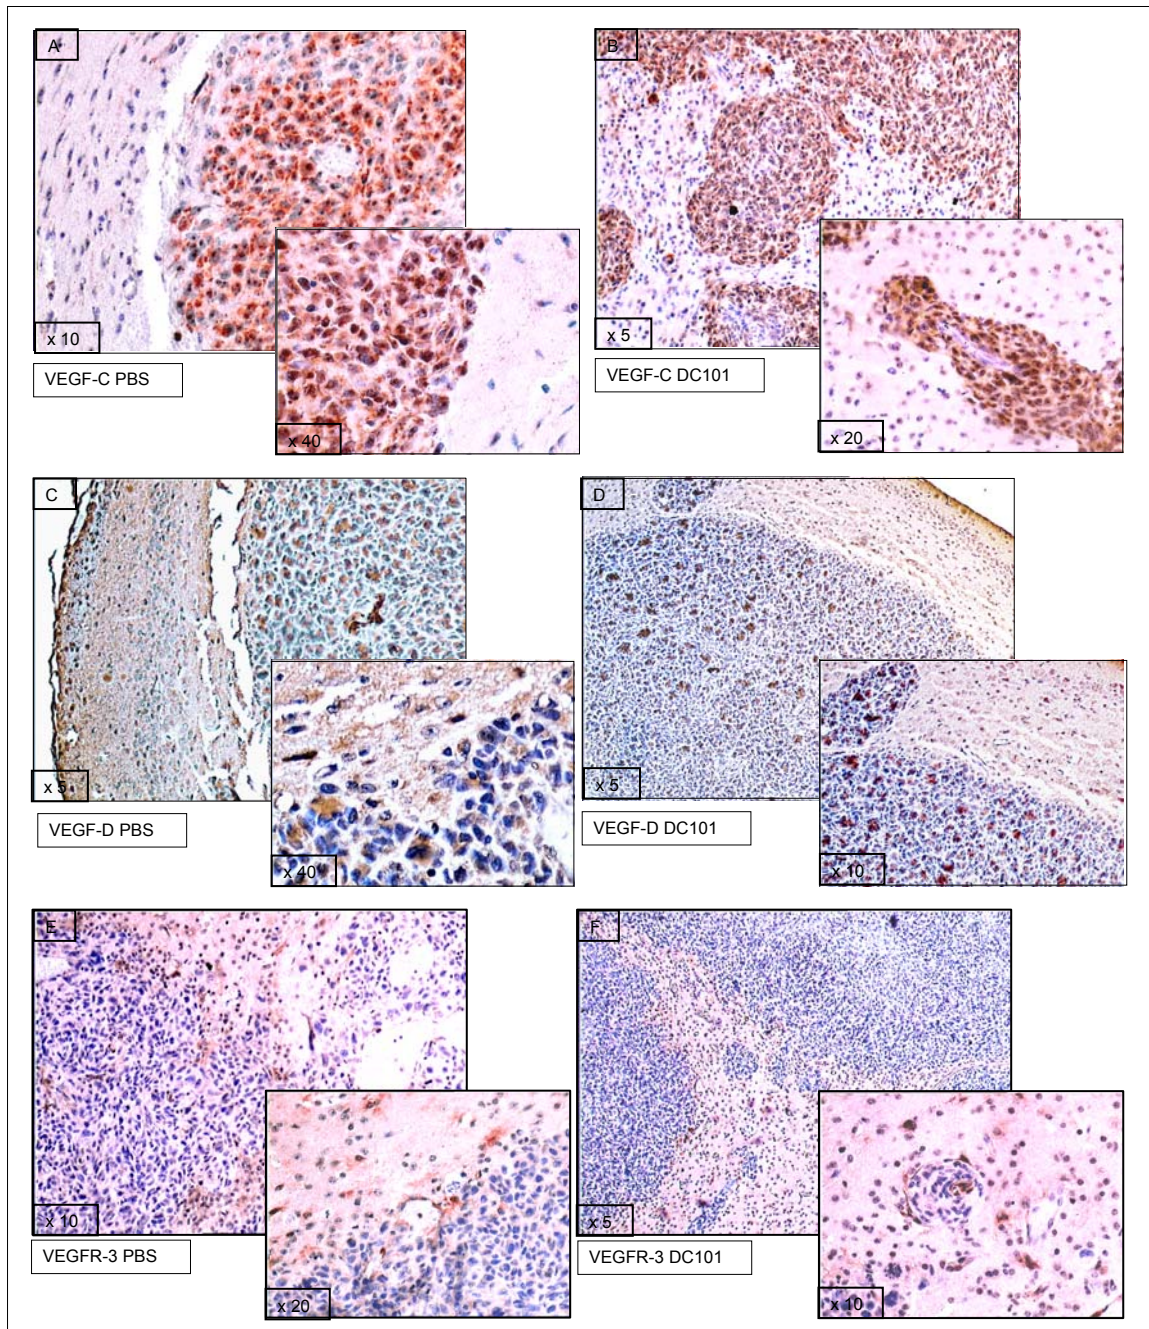 A
B
x 10
x 5
VEGF-C PBS
VEGF-C DC101
x 40
x 20
C
D
x 5
x 5
VEGF-D PBS
VEGF-D DC101
x 40
x 10
E
F
x 10
x 5
VEGFR-3 PBS
VEGFR-3 DC101
x 20
x 10